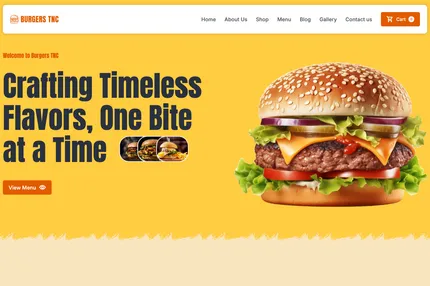 BURGERS TNC
Home About Us Shop Menu Blog Gallery Contact us Cart 0
Welcome to Burgers TNC
Crafting Timeless
Flavors, One Bite
at a Time
View Menu